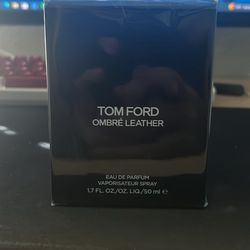 TOM FORD
OMBRÉ LEATHER
EAU DE PARFUM
VAPORISATEUR SPRAY
1.7 FL. OZ./OZ. LIQ./50 ml ℮